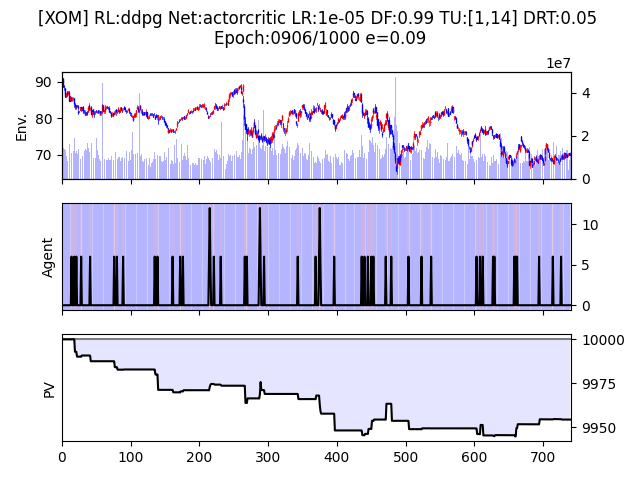 [XOM] RL:ddpg Net:actorcritic LR:1e-05 DF:0.99 TU:[1,14] DRT:0.05
Epoch:0906/1000 e=0.09
1e7
90
80
70
Env.
4
2
0
Agent
10
5
0
PV
10000
9975
9950
0 100 200 300 400 500 600 700